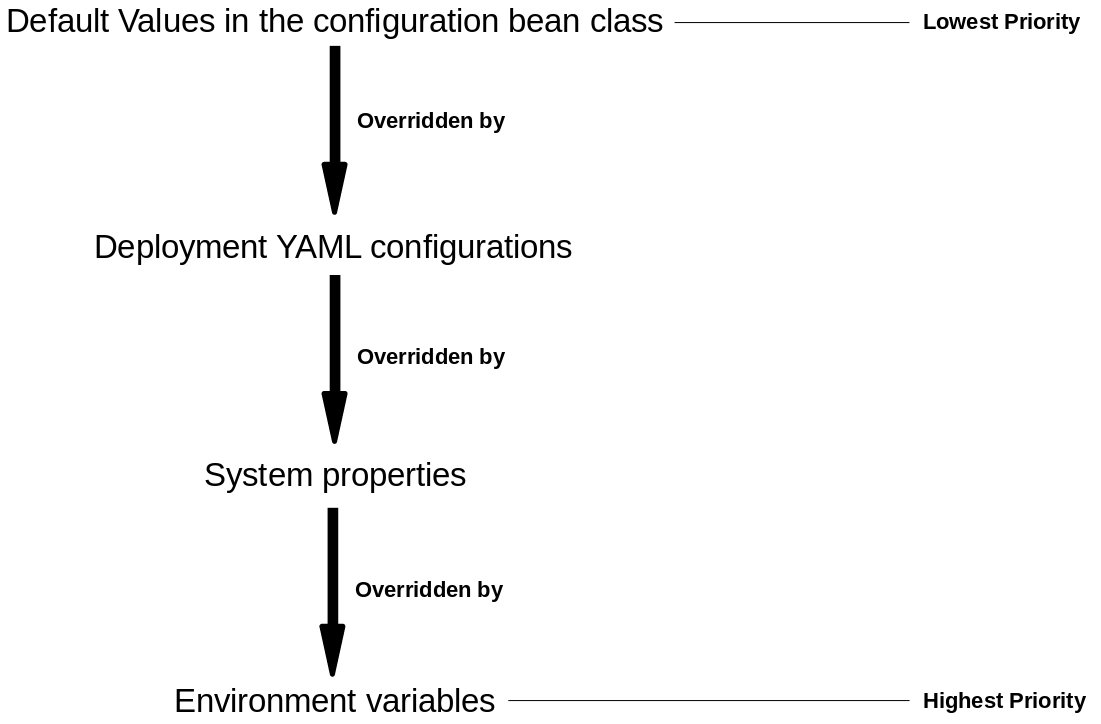 Default Values in the configuration bean class
Lowest Priority
Overridden by
Deployment YAML configurations
Overridden by
System properties
Overridden by
Environment variables
Highest Priority